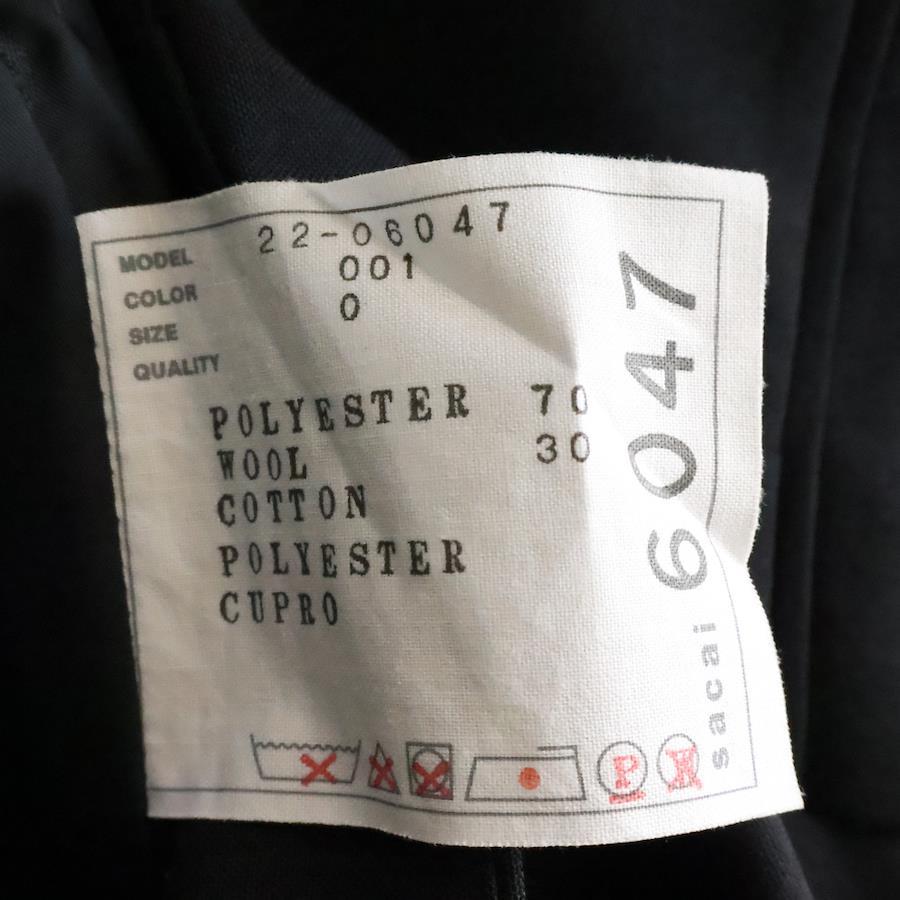 MODEL 22-06047
COLOR 001
SIZE 0
QUALITY
POLYESTER 70
WOOL 30
COTTON
POLYESTER
CUPRO
sacai 6047
P
W